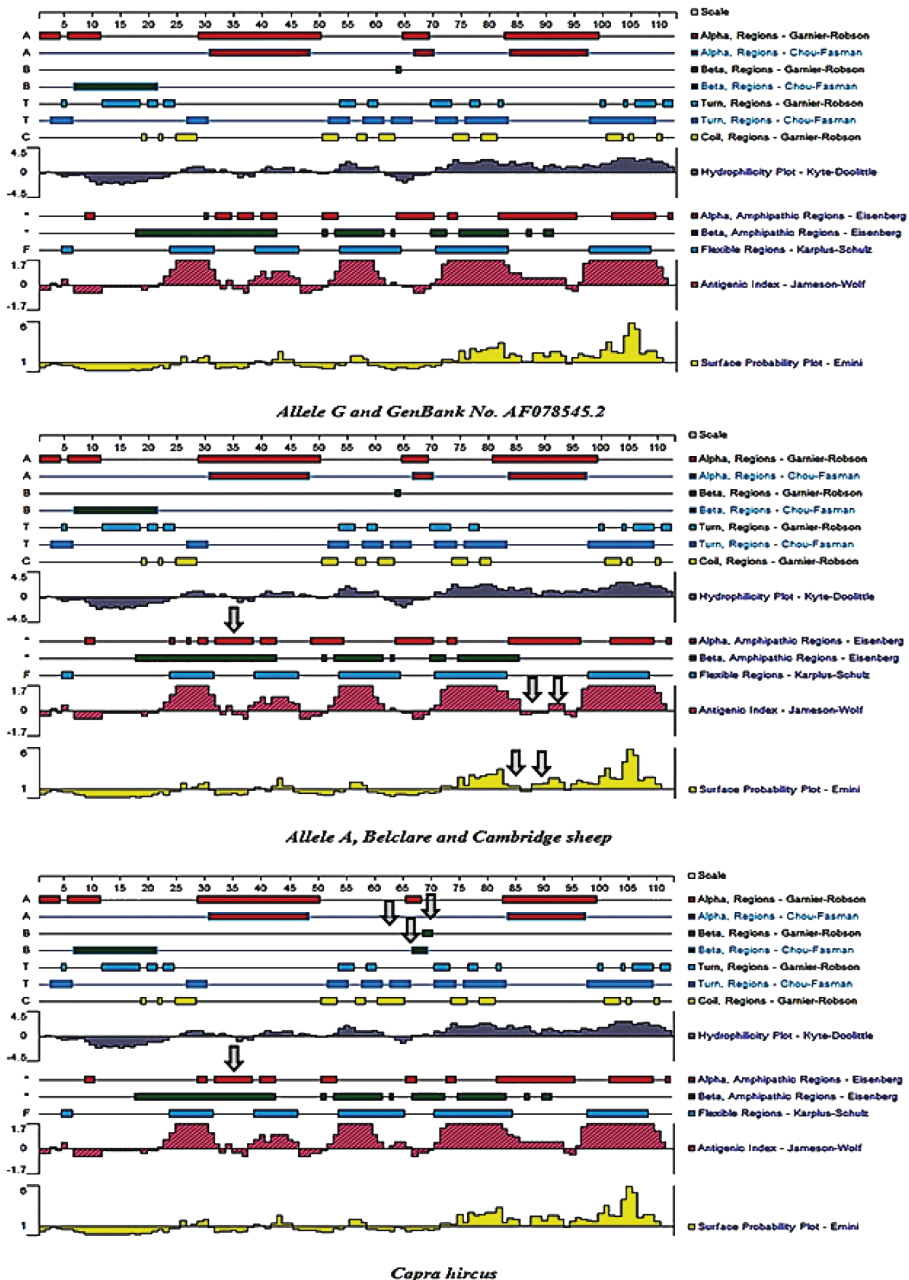 Scale
5 10 15 20 25 30 35 40 45 50 55 60 65 70 75 80 85 90 95 100 105 113
A Alpha, Regions - Garnier-Robson
A Alpha, Regions - Chou-Fasman
B Beta, Regions - Garnier-Robson
B Beta, Regions - Chou-Fasman
T Turn, Regions - Garnier-Robson
T Turn, Regions - Chou-Fasman
C Coil, Regions - Garnier-Robson
4.5
0 Hydrophilicity Plot - Kyte-Doolittle
-4.5
Alpha, Amphipathic Regions - Eisenberg
Beta, Amphipathic Regions - Eisenberg
F Flexible Regions - Karplus-Schulz
1.7
0 Antigenic Index - Jameson-Wolf
-1.7
6
1 Surface Probability Plot - Emini
Allele G and GenBank No. AF078545.2
Scale
5 10 15 20 25 30 35 40 45 50 55 60 65 70 75 80 85 90 95 100 105 113
A Alpha, Regions - Garnier-Robson
A Alpha, Regions - Chou-Fasman
B Beta, Regions - Garnier-Robson
B Beta, Regions - Chou-Fasman
T Turn, Regions - Garnier-Robson
T Turn, Regions - Chou-Fasman
C Coil, Regions - Garnier-Robson
4.5
0 Hydrophilicity Plot - Kyte-Doolittle
-4.5
Alpha, Amphipathic Regions - Eisenberg
Beta, Amphipathic Regions - Eisenberg
F Flexible Regions - Karplus-Schulz
1.7
0 Antigenic Index - Jameson-Wolf
-1.7
6
1 Surface Probability Plot - Emini
Allele A, Belclare and Cambridge sheep
Scale
5 10 15 20 25 30 35 40 45 50 55 60 65 70 75 80 85 90 95 100 105 113
A Alpha, Regions - Garnier-Robson
A Alpha, Regions - Chou-Fasman
B Beta, Regions - Garnier-Robson
B Beta, Regions - Chou-Fasman
T Turn, Regions - Garnier-Robson
T Turn, Regions - Chou-Fasman
C Coil, Regions - Garnier-Robson
4.5
0 Hydrophilicity Plot - Kyte-Doolittle
-4.5
Alpha, Amphipathic Regions - Eisenberg
Beta, Amphipathic Regions - Eisenberg
F Flexible Regions - Karplus-Schulz
1.7
0 Antigenic Index - Jameson-Wolf
-1.7
6
1 Surface Probability Plot - Emini
Capra hircus